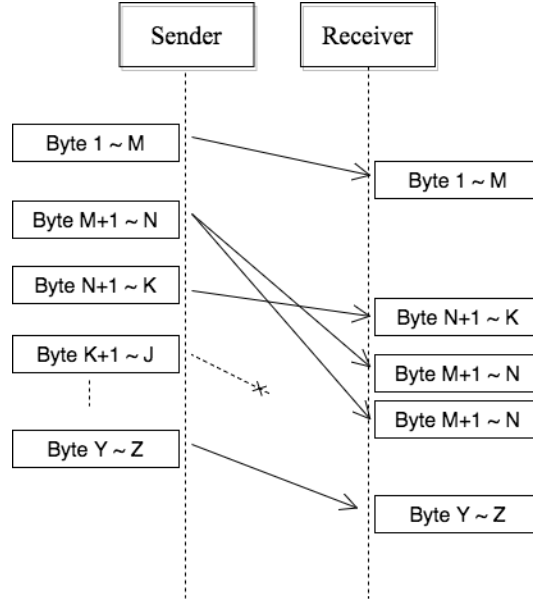 Sender
Receiver
Byte 1 ~ M
Byte 1 ~ M
Byte M+1 ~ N
Byte N+1 ~ K
Byte N+1 ~ K
Byte K+1 ~ J
Byte M+1 ~ N
Byte M+1 ~ N
Byte Y ~ Z
Byte Y ~ Z